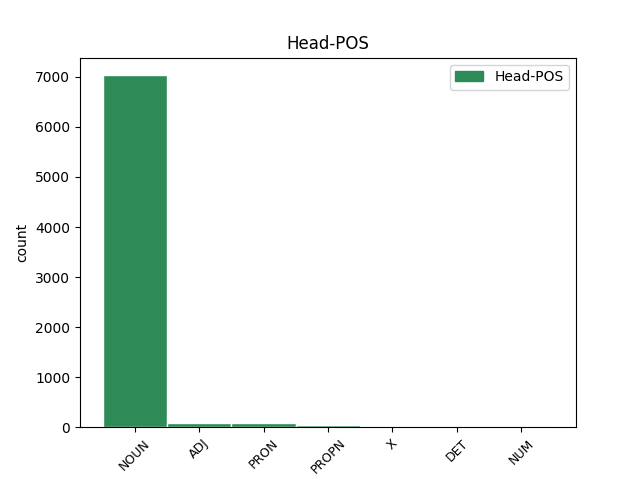 Head-POS
Head-POS
7000
6000
5000
4000
3000
2000
1000
0
count
NOUN
ADJ
PRON
PROPN
X
DET
NUM